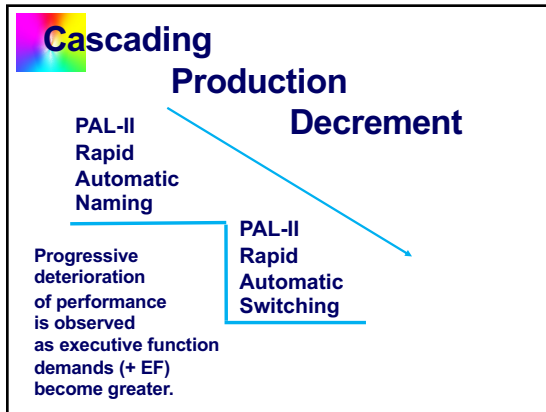 Cascading
Production
Decrement
PAL-II
Rapid
Automatic
Naming
PAL-II
Rapid
Automatic
Switching
Progressive
deterioration
of performance
is observed
as executive function
demands (+ EF)
become greater.